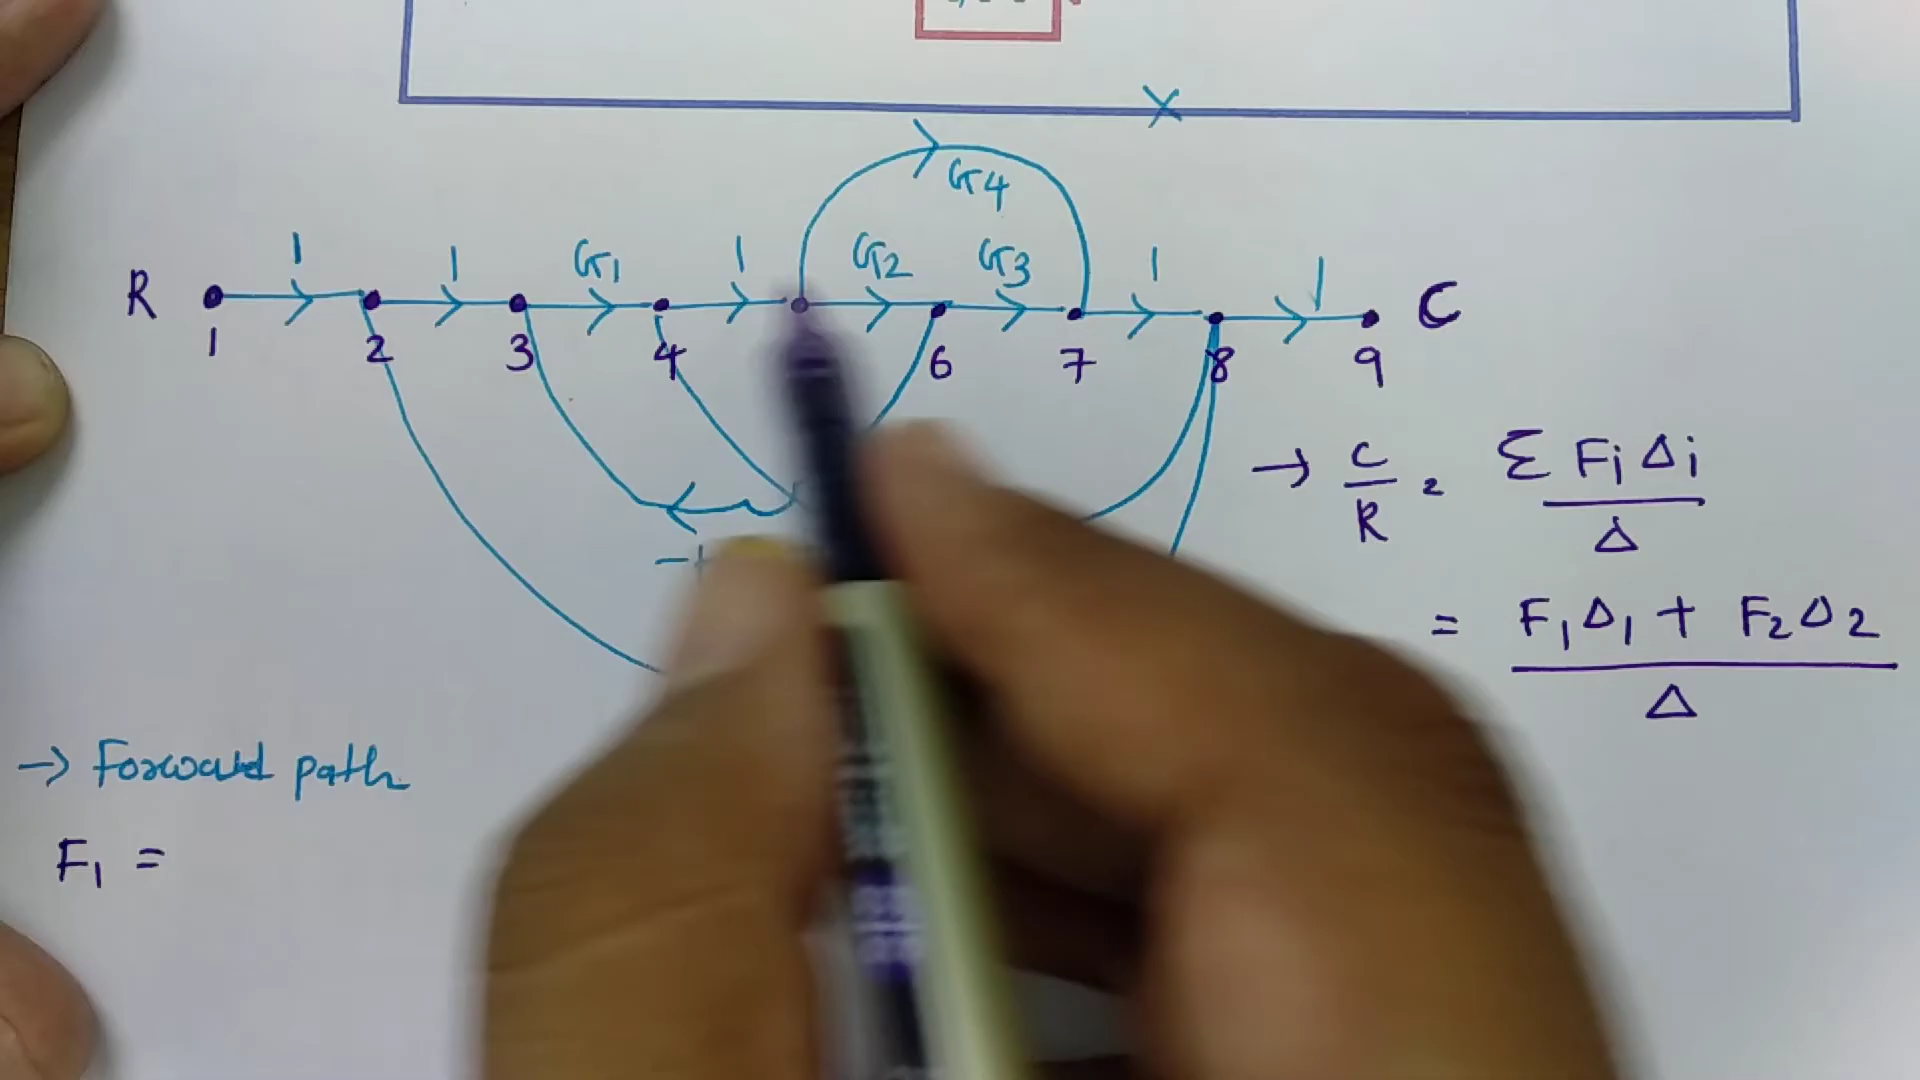 G4
1 1 G1 1 G2 G3 1 1
R C
1 2 3 4 6 7 8 9
→ C/R = Σ Fi Δi / Δ
= F1Δ1 + F2Δ2 / Δ
→ Forward path
F1 =